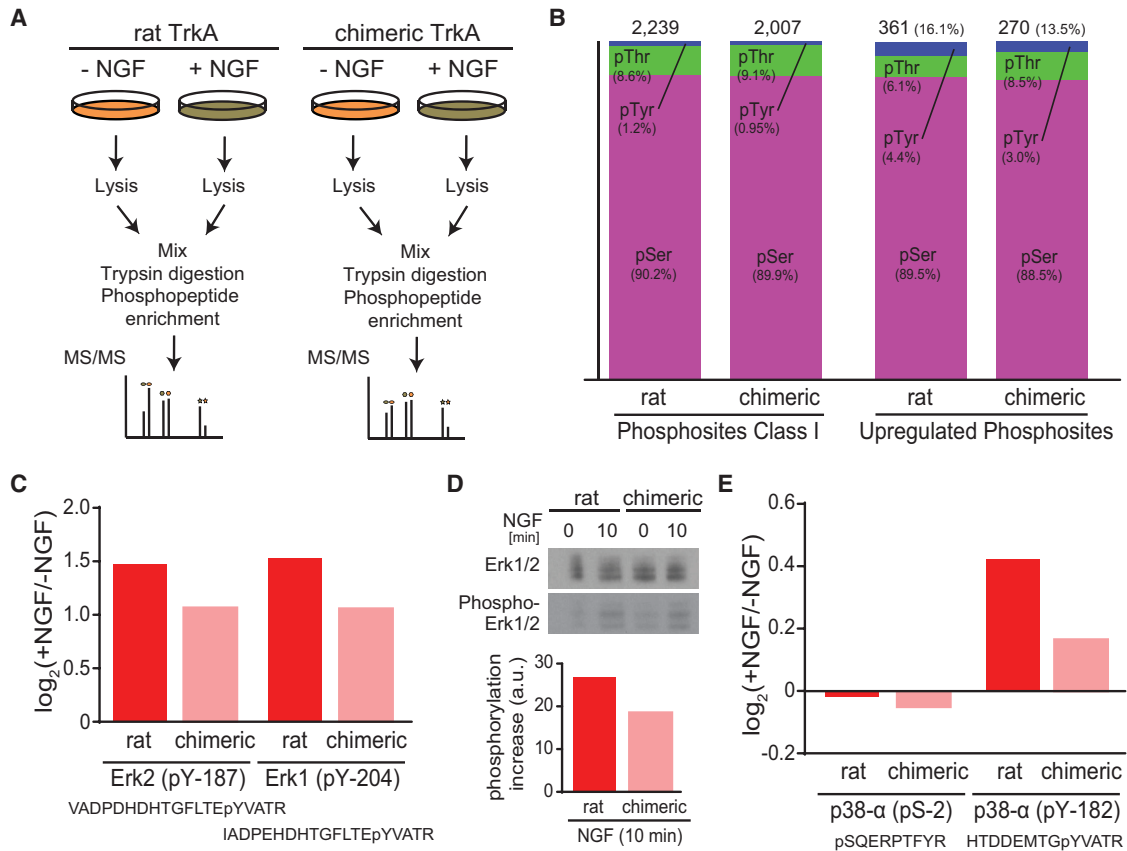 A
rat TrkA
chimeric TrkA
- NGF
+ NGF
- NGF
+ NGF
Lysis
Lysis
Lysis
Lysis
Mix
Trypsin digestion
Phosphopeptide
enrichment
Mix
Trypsin digestion
Phosphopeptide
enrichment
MS/MS
MS/MS
B
2,239
2,007
361 (16.1%)
270 (13.5%)
pThr
(8.6%)
pTyr
(1.2%)
pSer
(90.2%)
pThr
(9.1%)
pTyr
(0.95%)
pSer
(89.9%)
pThr
(6.1%)
pTyr
(4.4%)
pSer
(89.5%)
pThr
(8.5%)
pTyr
(3.0%)
pSer
(88.5%)
rat
chimeric
rat
chimeric
Phosphosites Class I
Upregulated Phosphosites
C
log2(+NGF/-NGF)
2.0
1.5
1.0
0.5
0
rat
chimeric
rat
chimeric
Erk2 (pY-187)
Erk1 (pY-204)
VADPDHDHTGFLTEpYVATR
IADPEHDHTGFLTEpYVATR
D
rat
chimeric
NGF
[min]
0
10
0
10
Erk1/2
Phospho-
Erk1/2
phosphorylation
increase (a.u.)
30
20
10
0
rat
chimeric
NGF (10 min)
E
log2(+NGF/-NGF)
0.6
0.4
0.2
0
-0.2
rat
chimeric
rat
chimeric
p38-α (pS-2)
p38-α (pY-182)
pSQERPTFYR
HTDDEMTGpYVATR